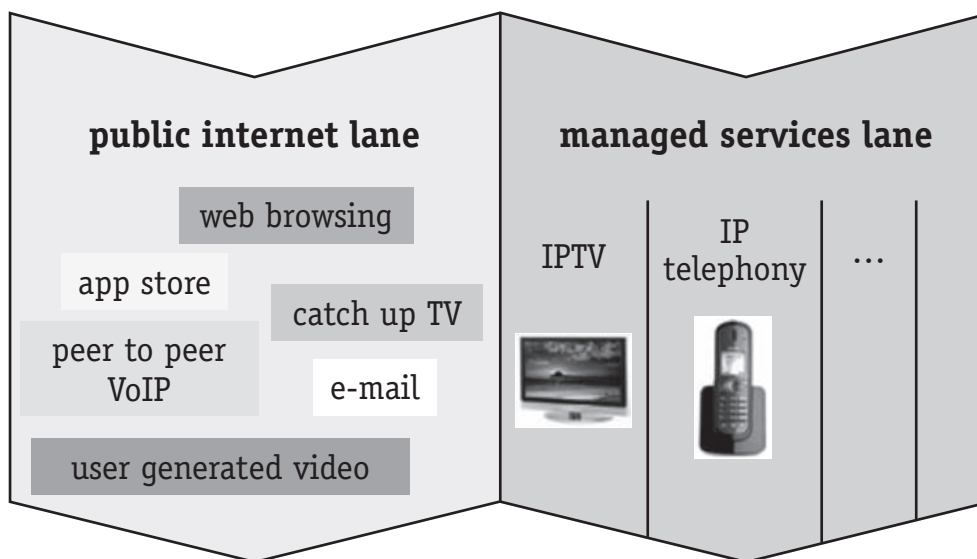 public internet lane
web browsing
app store
catch up TV
peer to peer
VoIP
e-mail
user generated video
managed services lane
IPTV
IP
telephony
...